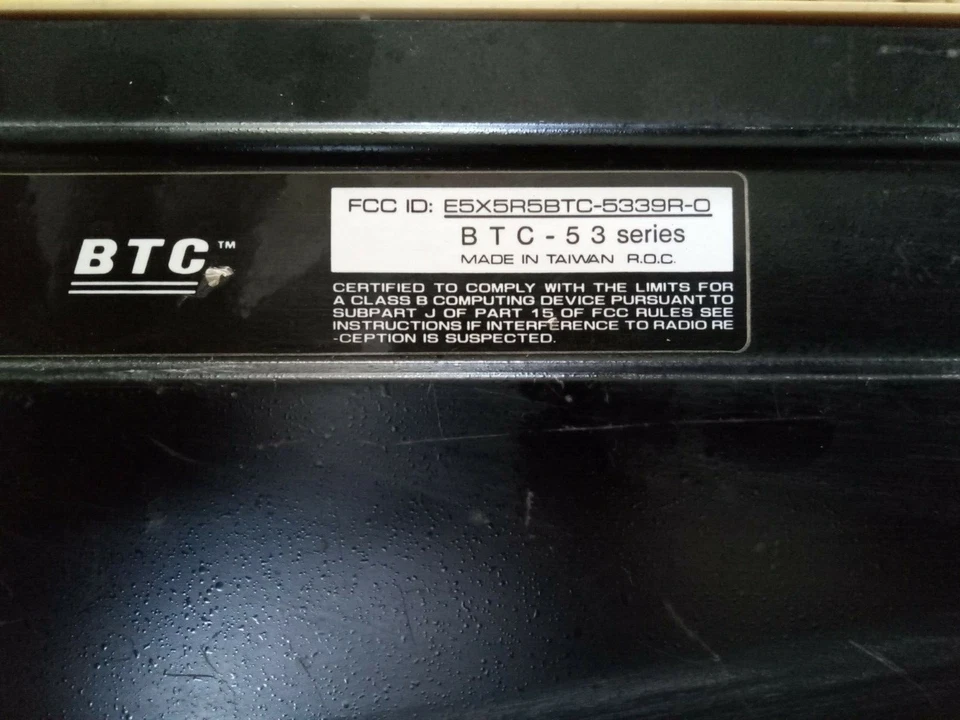 BTC™
FCC ID: E5X5R5BTC-5339R-O
BTC-53 series
MADE IN TAIWAN R.O.C.
CERTIFIED TO COMPLY WITH THE LIMITS FOR
A CLASS B COMPUTING DEVICE PURSUANT TO
SUBPART J OF PART 15 OF FCC RULES SEE
INSTRUCTIONS IF INTERFERENCE TO RADIO RE
-CEPTION IS SUSPECTED.